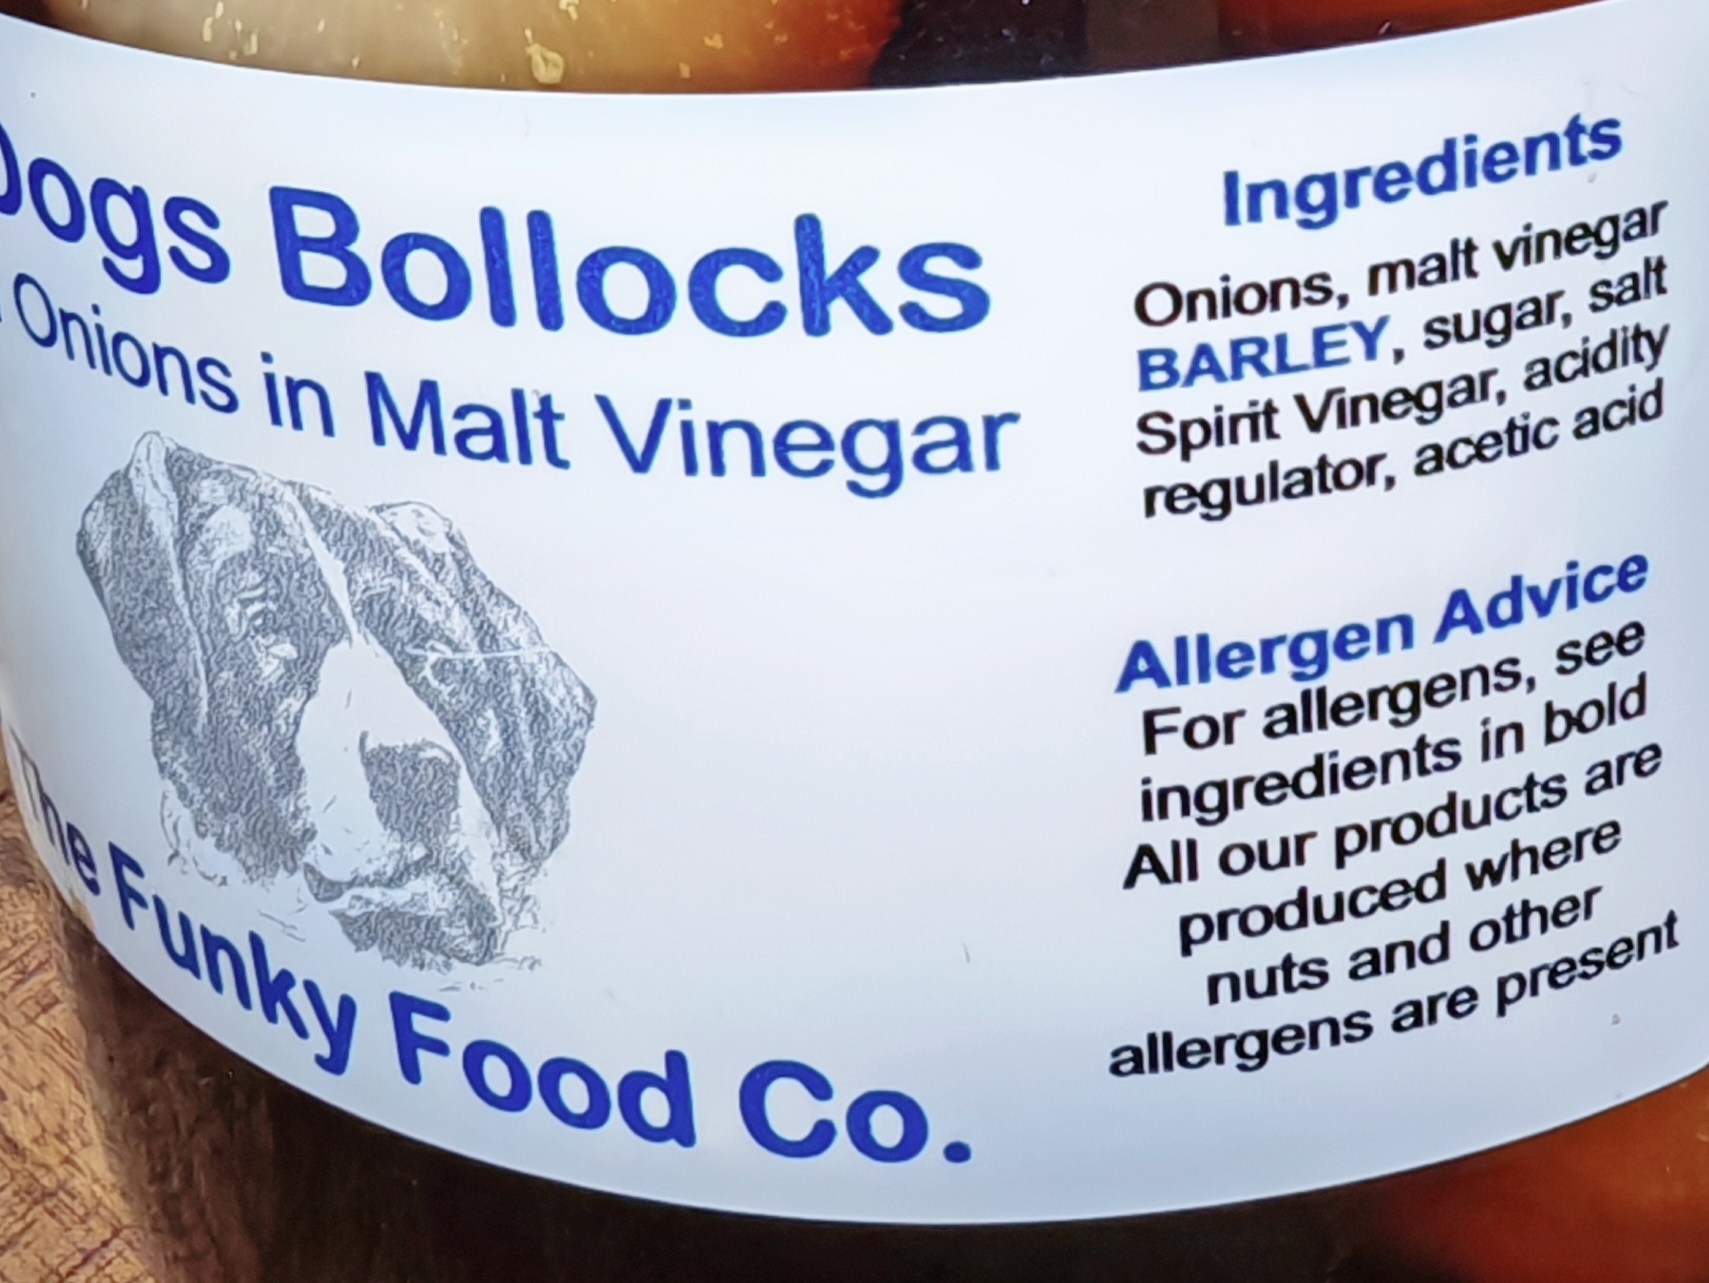 Dogs Bollocks
Onions in Malt Vinegar
The Funky Food Co.
Ingredients
Onions, malt vinegar
BARLEY, sugar, salt
Spirit Vinegar, acidity
regulator, acetic acid
Allergen Advice
For allergens, see
ingredients in bold
All our products are
produced where
nuts and other
allergens are present